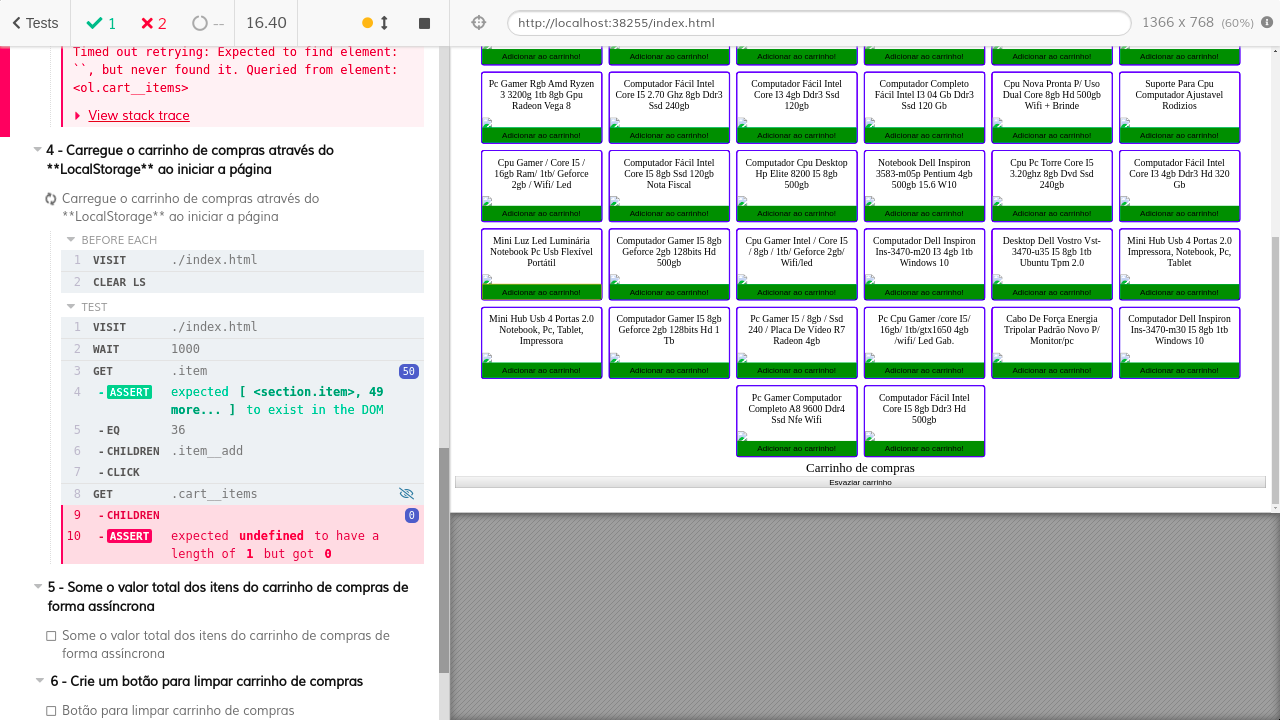 Tests
1
2
--
16.40
http://localhost:38255/index.html
1366 x 768 (60%)
Timed out retrying: Expected to find element:
``, but never found it. Queried from element:
<ol.cart__items>
View stack trace
4 - Carregue o carrinho de compras através do
**LocalStorage** ao iniciar a página
Carregue o carrinho de compras através do
**LocalStorage** ao iniciar a página
BEFORE EACH
1 VISIT ./index.html
2 CLEAR LS
TEST
1 VISIT ./index.html
2 WAIT 1000
3 GET .item 50
4 -ASSERT expected [ <section.item>, 49
more... ] to exist in the DOM
5 -EQ 36
6 -CHILDREN .item__add
7 -CLICK
8 GET .cart__items
9 -CHILDREN 0
10 -ASSERT expected undefined to have a
length of 1 but got 0
5 - Some o valor total dos itens do carrinho de compras de
forma assíncrona
Some o valor total dos itens do carrinho de compras de
forma assíncrona
6 - Crie um botão para limpar carrinho de compras
Botão para limpar carrinho de compras
Adicionar ao carrinho! Adicionar ao carrinho! Adicionar ao carrinho! Adicionar ao carrinho! Adicionar ao carrinho! Adicionar ao carrinho!
Pc Gamer Rgb Amd Ryzen Computador Fácil Intel Computador Fácil Intel Computador Completo Cpu Nova Pronta P/ Uso Suporte Para Cpu
3 3200g 1tb 8gb Gpu Core I5 2.70 Ghz 8gb Ddr3 Core I3 4gb Ddr3 Ssd Fácil Intel I3 04 Gb Ddr3 Dual Core 8gb Hd 500gb Computador Ajustavel
Radeon Vega 8 Ssd 240gb 120gb Ssd 120 Gb Wifi + Brinde Rodizios
Adicionar ao carrinho! Adicionar ao carrinho! Adicionar ao carrinho! Adicionar ao carrinho! Adicionar ao carrinho! Adicionar ao carrinho!
Cpu Gamer / Core I5 / Computador Fácil Intel Computador Cpu Desktop Notebook Dell Inspiron Cpu Pc Torre Core I5 Computador Fácil Intel
16gb Ram/ 1tb/ Geforce Core I5 8gb Ssd 120gb Hp Elite 8200 I5 8gb 3583-m05p Pentium 4gb 3.20ghz 8gb Dvd Ssd Core I3 4gb Ddr3 Hd 320
2gb / Wifi/ Led Nota Fiscal 500gb 500gb 15.6 W10 240gb Gb
Adicionar ao carrinho! Adicionar ao carrinho! Adicionar ao carrinho! Adicionar ao carrinho! Adicionar ao carrinho! Adicionar ao carrinho!
Mini Luz Led Luminária Computador Gamer I5 8gb Cpu Gamer Intel / Core I5 Computador Dell Inspiron Desktop Dell Vostro Vst- Mini Hub Usb 4 Portas 2.0
Notebook Pc Usb Flexível Geforce 2gb 128bits Hd / 8gb / 1tb/ Geforce 2gb/ Ins-3470-m20 I3 4gb 1tb 3470-u35 I5 8gb 1tb Impressora, Notebook, Pc,
Portátil 500gb Wifi/led Windows 10 Ubuntu Tpm 2.0 Tablet
Adicionar ao carrinho! Adicionar ao carrinho! Adicionar ao carrinho! Adicionar ao carrinho! Adicionar ao carrinho! Adicionar ao carrinho!
Mini Hub Usb 4 Portas 2.0 Computador Gamer I5 8gb Pc Gamer I5 / 8gb / Ssd Pc Cpu Gamer /core I5/ Cabo De Força Energia Computador Dell Inspiron
Notebook, Pc, Tablet, Geforce 2gb 128bits Hd 1 240 / Placa De Vídeo R7 16gb/ 1tb/gtx1650 4gb Tripolar Padrão Novo P/ Ins-3470-m30 I5 8gb 1tb
Impressora Tb Radeon 4gb /wifi/ Led Gab. Monitor/pc Windows 10
Adicionar ao carrinho! Adicionar ao carrinho! Adicionar ao carrinho! Adicionar ao carrinho! Adicionar ao carrinho! Adicionar ao carrinho!
Pc Gamer Computador Computador Fácil Intel
Completo A8 9600 Ddr4 Core I5 8gb Ddr3 Hd
Ssd Nfe Wifi 500gb
Adicionar ao carrinho! Adicionar ao carrinho!
Carrinho de compras
Esvaziar carrinho